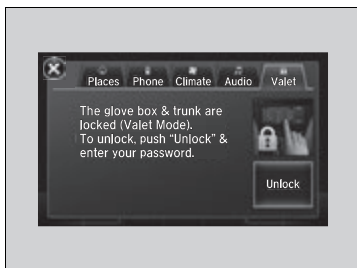 Places Phone Climate Audio Valet
The glove box & trunk are
locked (Valet Mode).
To unlock, push “Unlock” &
enter your password.
Unlock